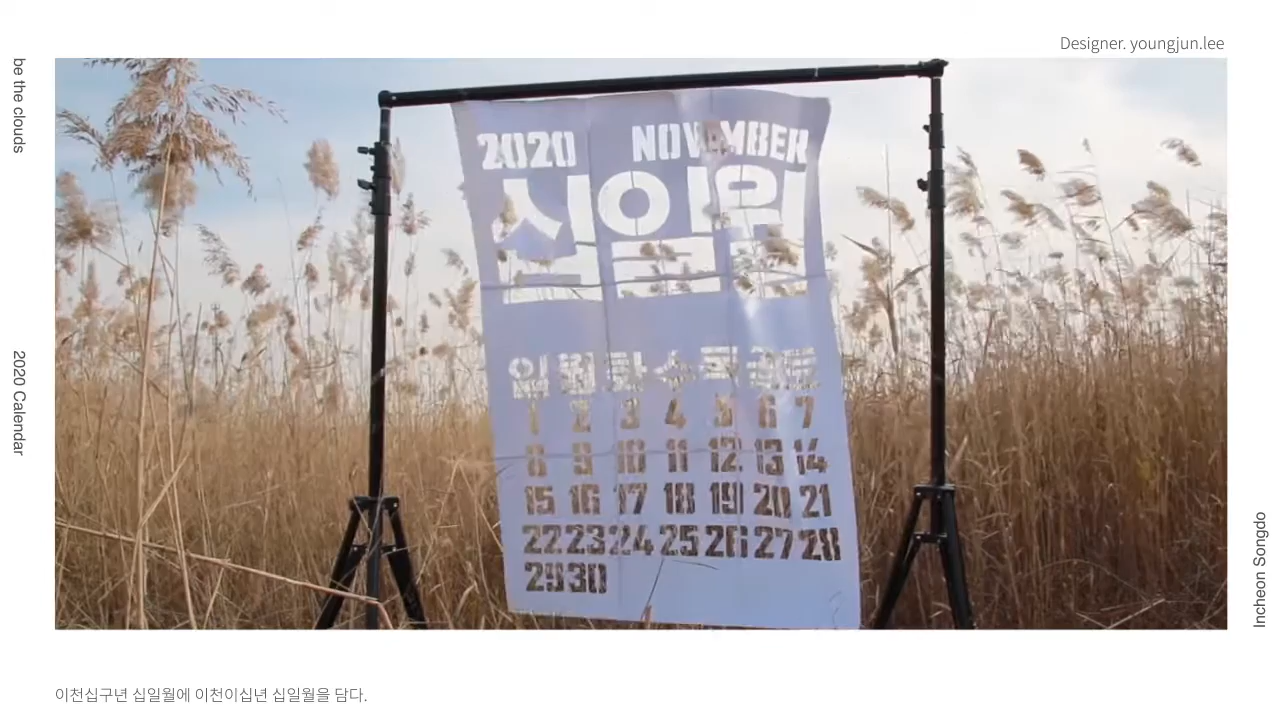 Designer. youngjun.lee
be the clouds
2020 Calendar
2020 NOVEMBER
십일월
일 월 화 수 목 금 토
1 2 3 4 5 6 7
8 9 10 11 12 13 14
15 16 17 18 19 20 21
22 23 24 25 26 27 28
29 30
Incheon Songdo
이천십구년 십일월에 이천이십년 십일월을 담다.